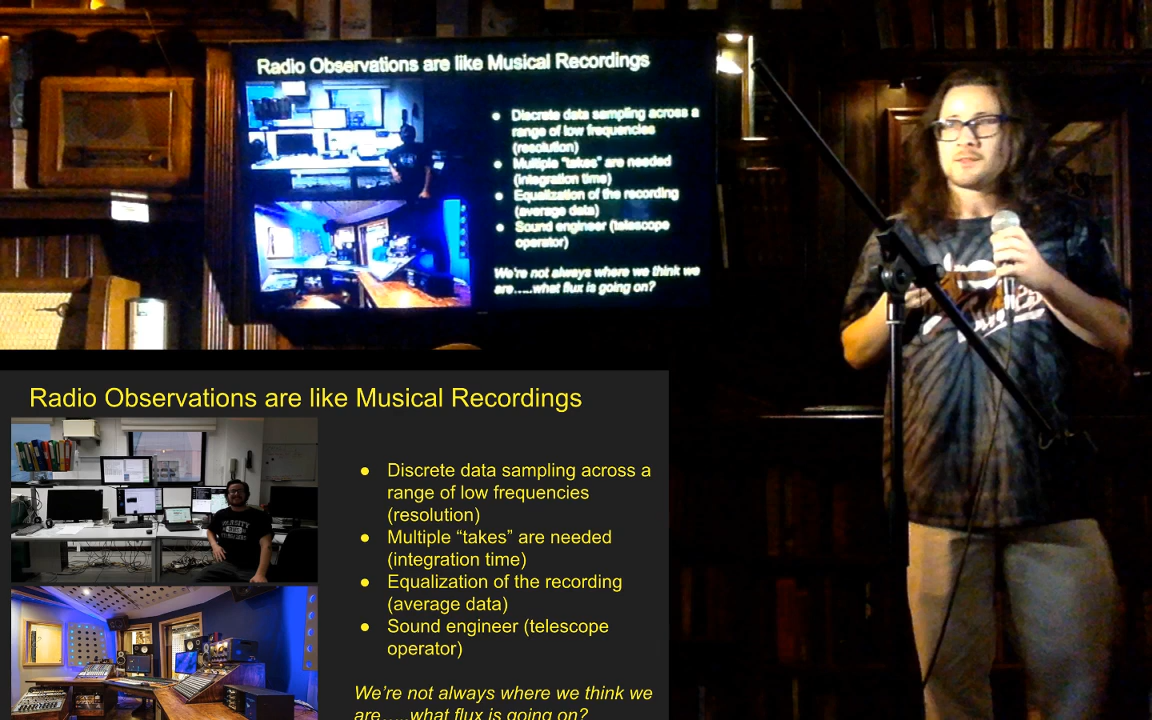 Radio Observations are like Musical Recordings
● Discrete data sampling across a
range of low frequencies
(resolution)
● Multiple "takes" are needed
(integration time)
● Equalization of the recording
(average data)
● Sound engineer (telescope
operator)
We're not always where we think we
are.....what flux is going on?
Radio Observations are like Musical Recordings
● Discrete data sampling across a
range of low frequencies
(resolution)
● Multiple “takes” are needed
(integration time)
● Equalization of the recording
(average data)
● Sound engineer (telescope
operator)
We’re not always where we think we
are.....what flux is going on?